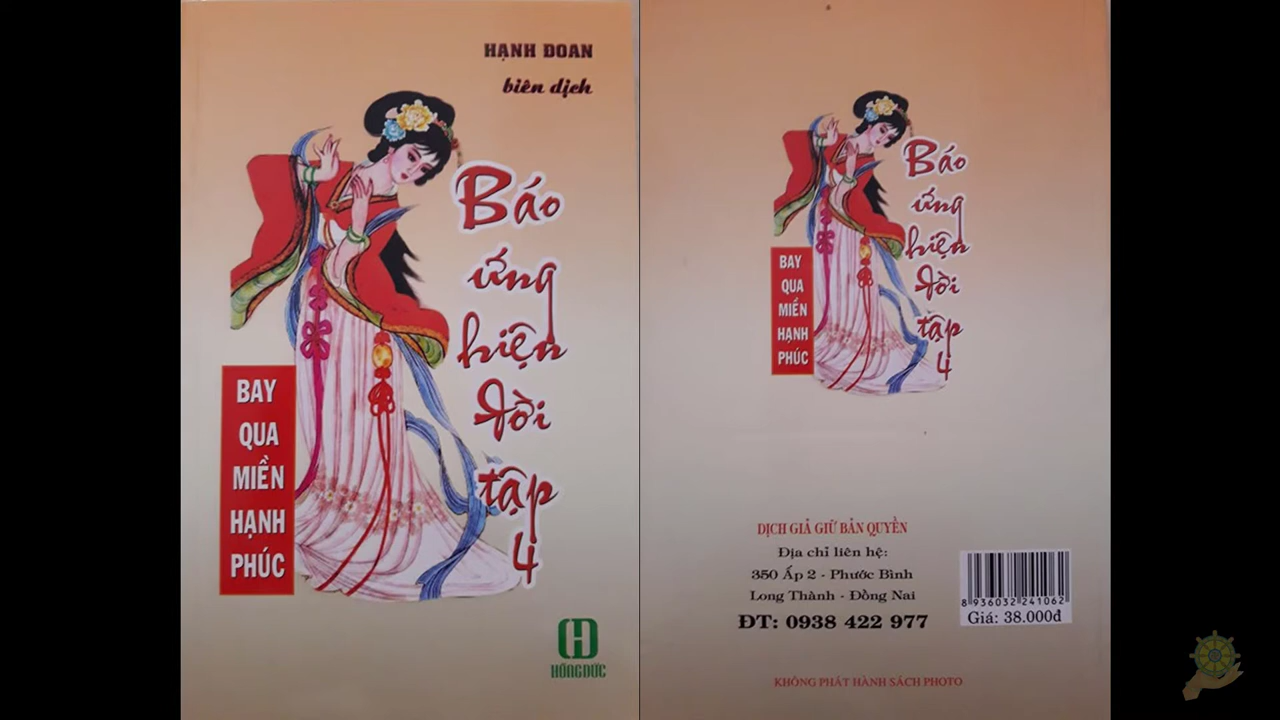 HẠNH ĐOAN
biên dịch
Báo
ứng
hiện
đời
tập
4
BAY
QUA
MIỀN
HẠNH
PHÚC
HỒNG ĐỨC
Báo
ứng
hiện
đời
tập
4
BAY
QUA
MIỀN
HẠNH
PHÚC
DỊCH GIẢ GIỮ BẢN QUYỀN
Địa chỉ liên hệ:
350 Ấp 2 - Phước Bình
Long Thành - Đồng Nai
ĐT: 0938 422 977
8 936032 241062
Giá: 38.000đ
KHÔNG PHÁT HÀNH SÁCH PHOTO